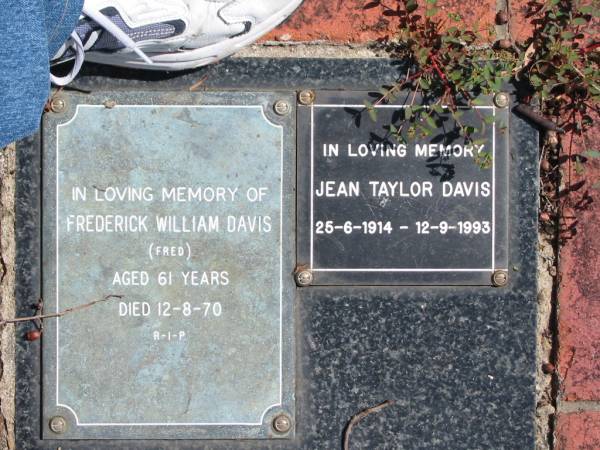 IN LOVING MEMORY OF
FREDERICK WILLIAM DAVIS
(FRED)
AGED 61 YEARS
DIED 12-8-70
R-I-P
IN LOVING MEMORY
JEAN TAYLOR DAVIS
25-6-1914 - 12-9-1993